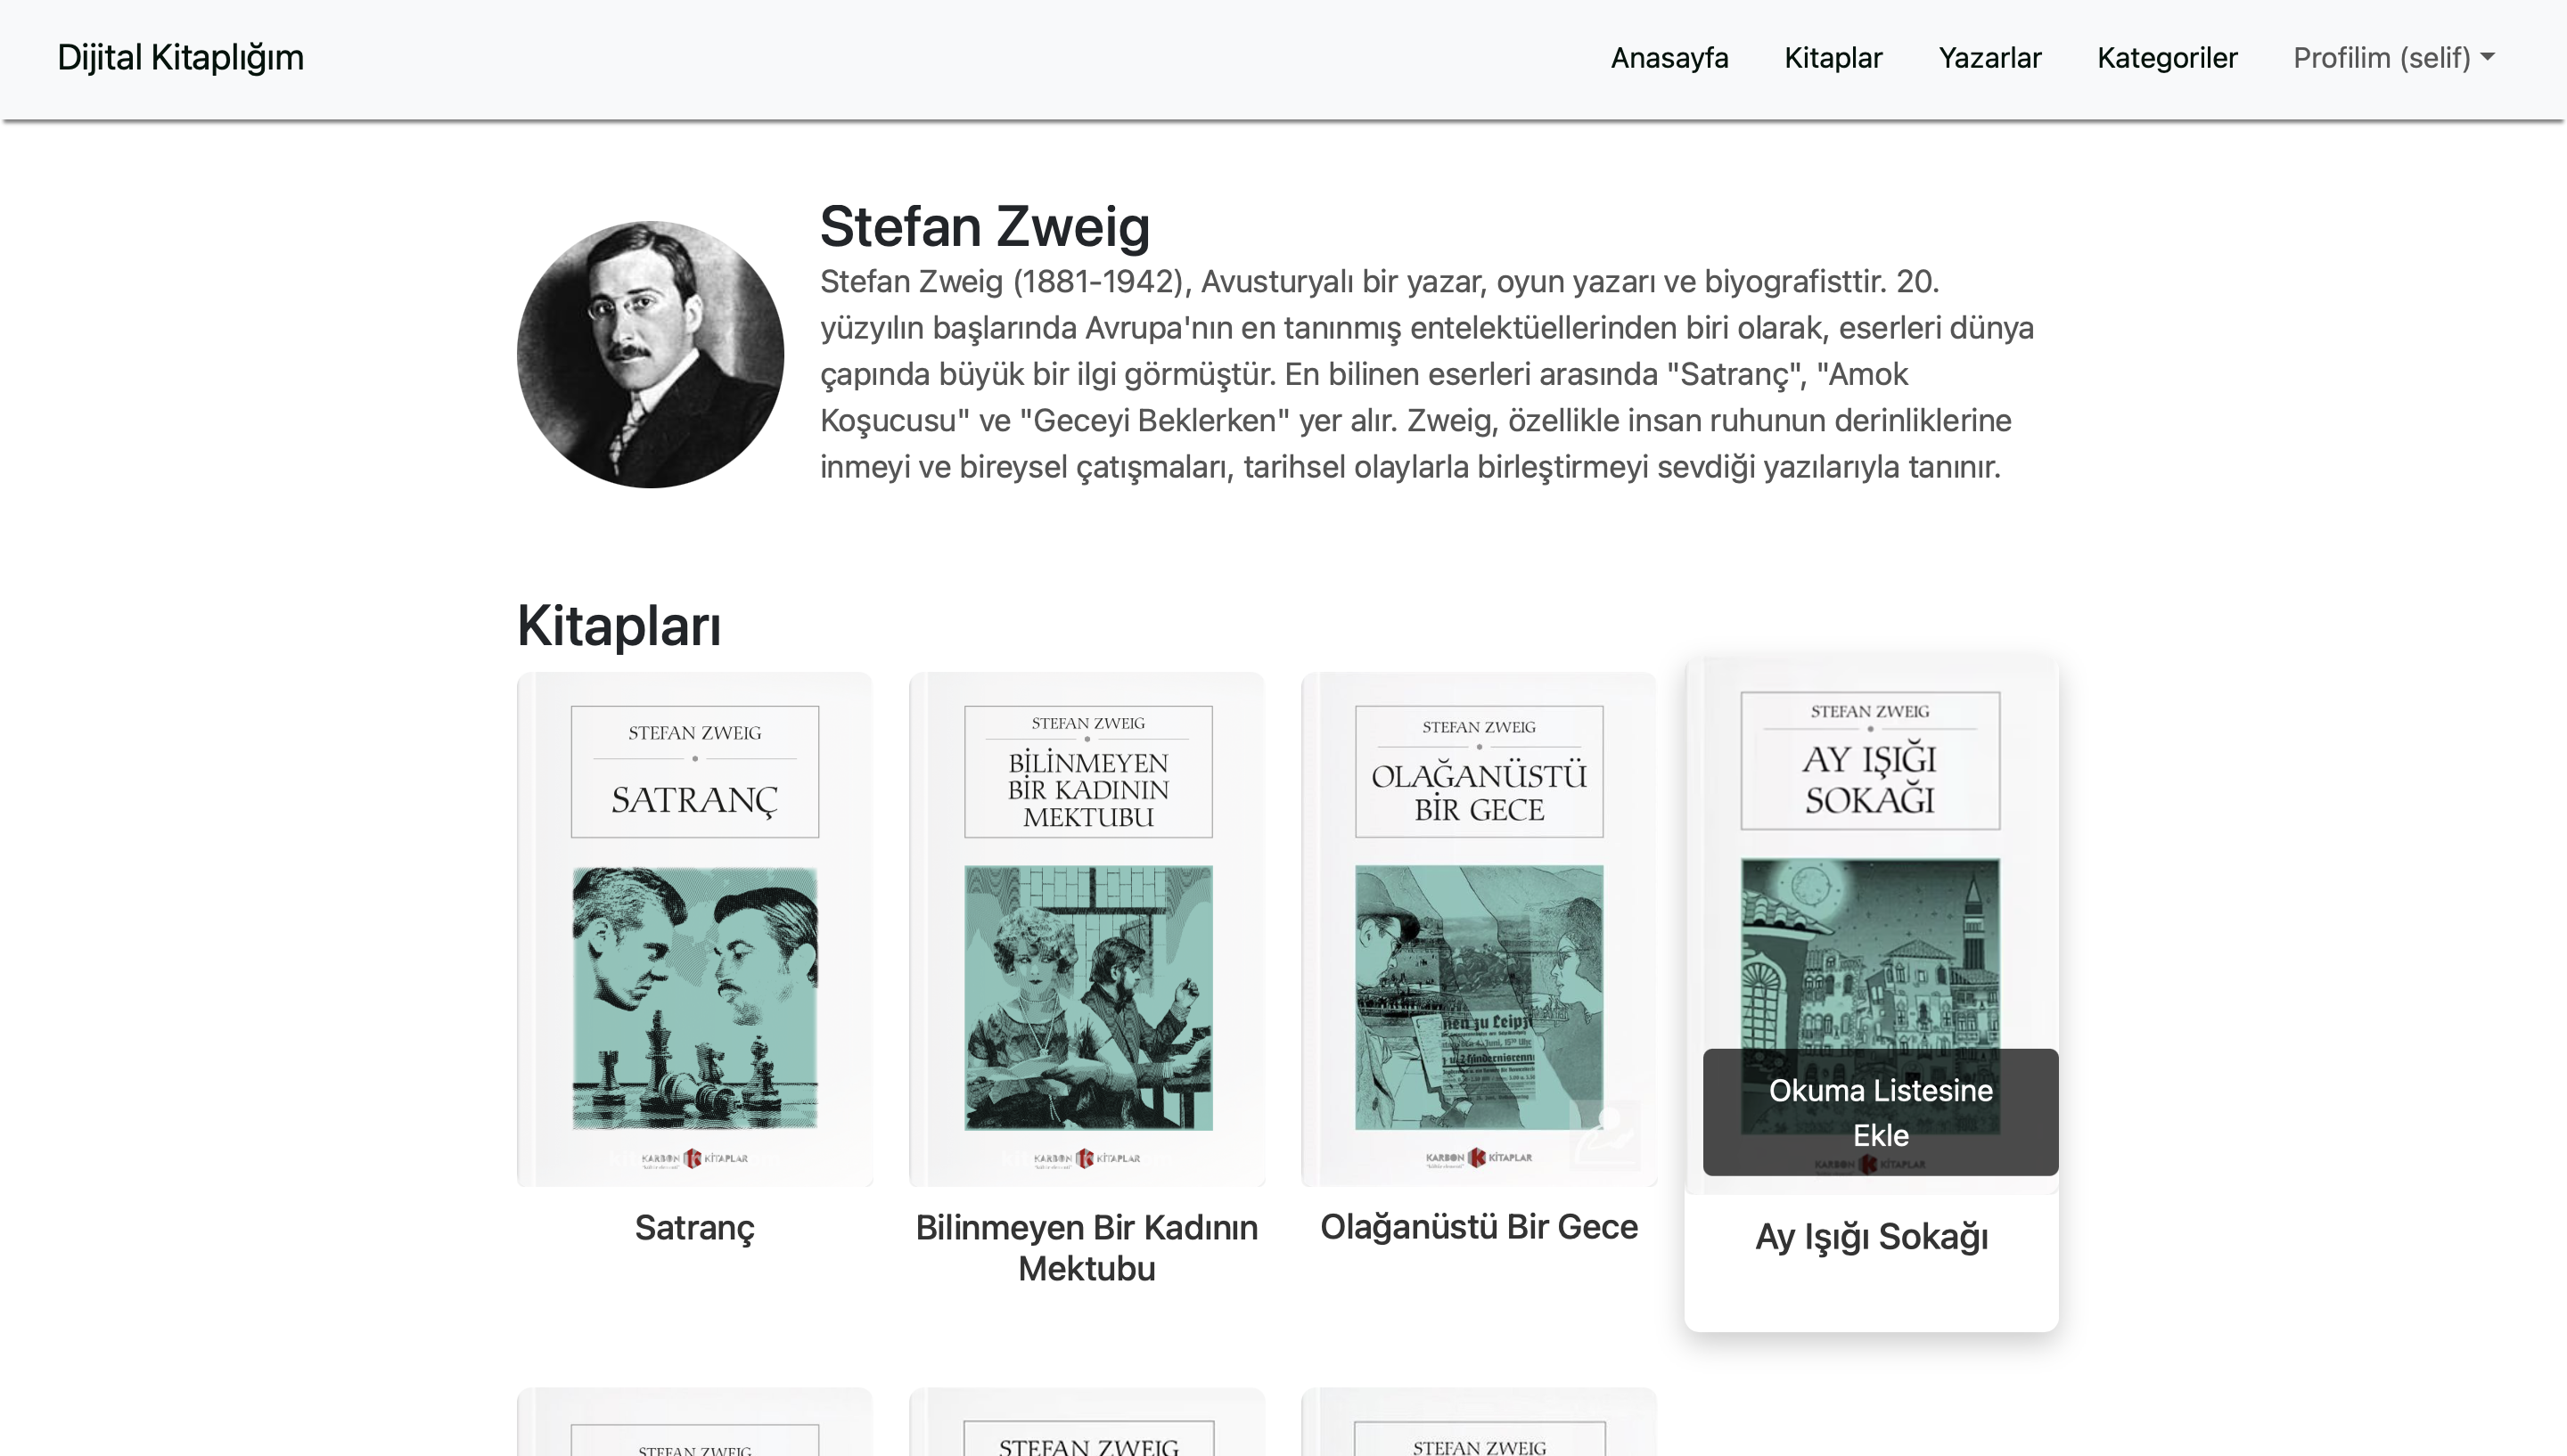 Dijital Kitaplığım
Anasayfa
Kitaplar
Yazarlar
Kategoriler
Profilim (selif)
Stefan Zweig
Stefan Zweig (1881-1942), Avusturyalı bir yazar, oyun yazarı ve biyografisttir. 20.
yüzyılın başlarında Avrupa'nın en tanınmış entelektüellerinden biri olarak, eserleri dünya
çapında büyük bir ilgi görmüştür. En bilinen eserleri arasında "Satranç", "Amok
Koşucusu" ve "Geceyi Beklerken" yer alır. Zweig, özellikle insan ruhunun derinliklerine
inmeyi ve bireysel çatışmaları, tarihsel olaylarla birleştirmeyi sevdiği yazılarıyla tanınır.
Kitapları
STEFAN ZWEIG
SATRANÇ
KARBON KİTAPLAR
Satranç
STEFAN ZWEIG
BİLİNMEYEN
BİR KADININ
MEKTUBU
KARBON KİTAPLAR
Bilinmeyen Bir Kadının
Mektubu
STEFAN ZWEIG
OLAĞANÜSTÜ
BİR GECE
nen zu Leipzi
KARBON KİTAPLAR
Olağanüstü Bir Gece
STEFAN ZWEIG
AY IŞIĞI
SOKAĞI
Okuma Listesine
Ekle
KARBON KİTAPLAR
Ay Işığı Sokağı
STEFAN ZWEIG
STEFAN ZWEIG
STEFAN ZWEIG